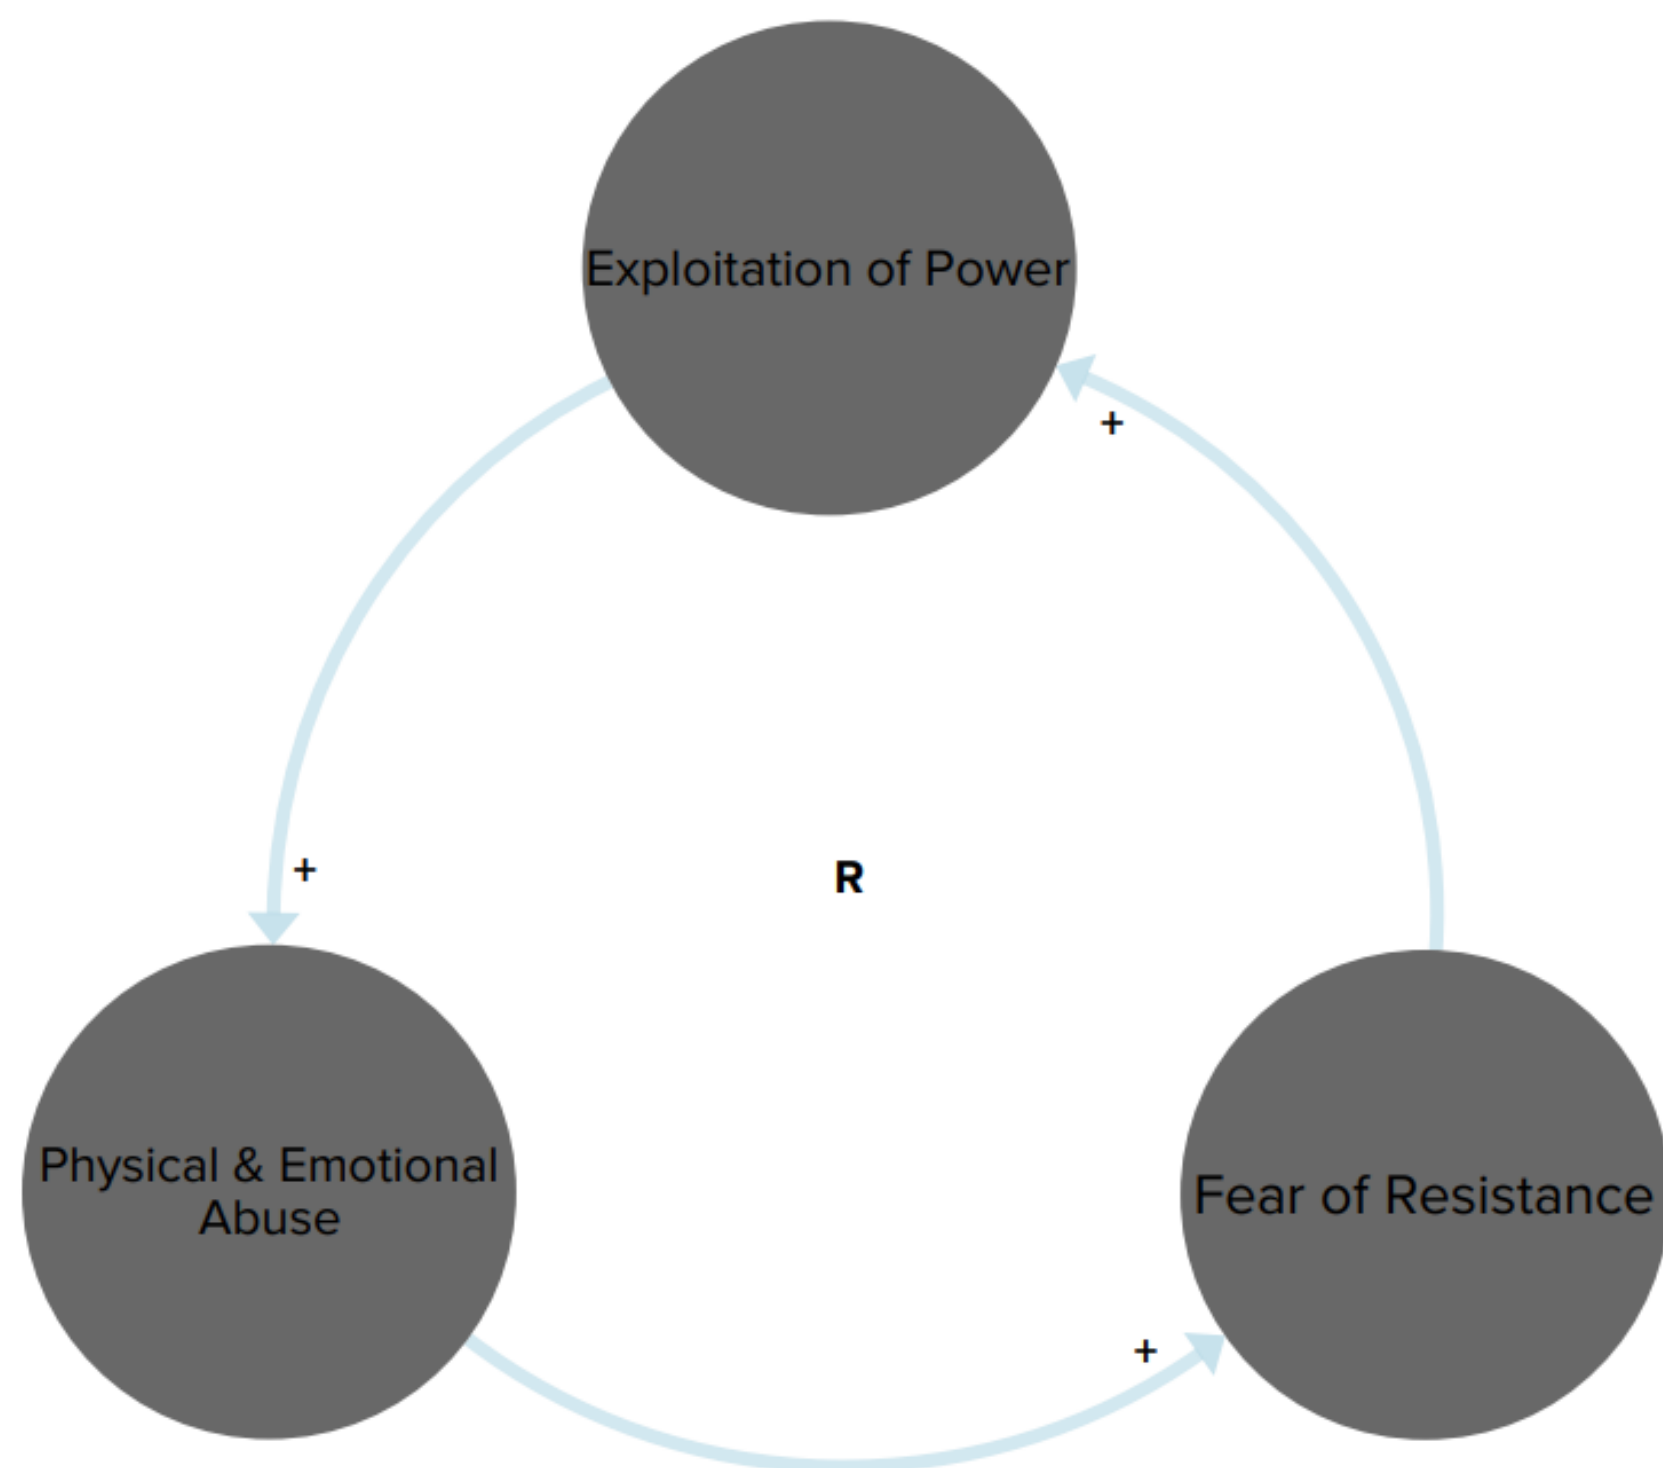 Exploitation of Power
+
+
R
Physical & Emotional
Abuse
Fear of Resistance
+